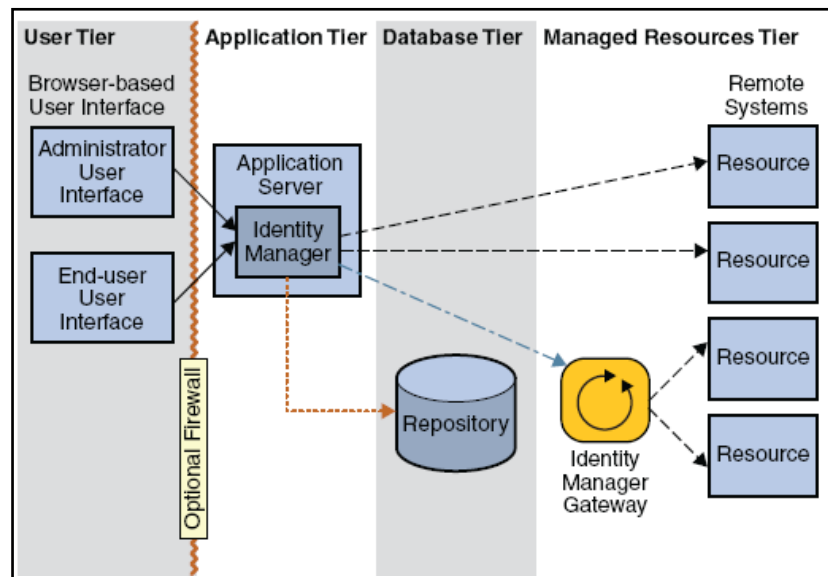 User Tier
Application Tier
Database Tier
Managed Resources Tier
Browser-based
User Interface
Administrator
User
Interface
End-user
User
Interface
Optional Firewall
Application
Server
Identity
Manager
Repository
Identity
Manager
Gateway
Remote
Systems
Resource
Resource
Resource
Resource